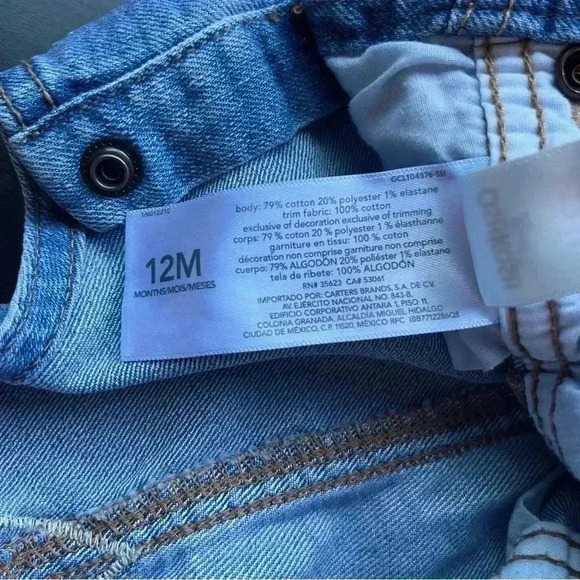 1N012210
GCL104576-SSI
12M
MONTHS/MOIS/MESES
body: 79% cotton 20% polyester 1% elastane
trim fabric: 100% cotton
exclusive of decoration exclusive of trimming
corps: 79 % coton 20 % polyester 1 % élasthanne
garniture en tissu: 100 % coton
décoration non comprise garniture non comprise
cuerpo: 79% ALGODÓN 20% poliéster 1% elastano
tela de ribete: 100% ALGODÓN
RN# 35623 CA# 53061
IMPORTADO POR: CARTERS BRANDS, S.A. DE C.V.
AV. EJÉRCITO NACIONAL NO. 843-B,
EDIFICIO CORPORATIVO ANTARA 1, PISO 11,
COLONIA GRANADA, ALCALDÍA MIGUEL HIDALGO
CIUDAD DE MÉXICO, C.P. 11520, MÉXICO RFC IBB7712286Q8